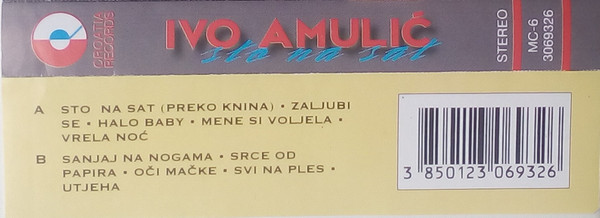 CROATIA
RECORDS
IVO AMULIĆ
sto na sat
STEREO
MC-6
3069326
A STO NA SAT (PREKO KNINA) • ZALJUBI
SE • HALO BABY • MENE SI VOLJELA •
VRELA NOĆ
B SANJAJ NA NOGAMA • SRCE OD
PAPIRA • OČI MAČKE • SVI NA PLES •
UTJEHA
3 850123 069326